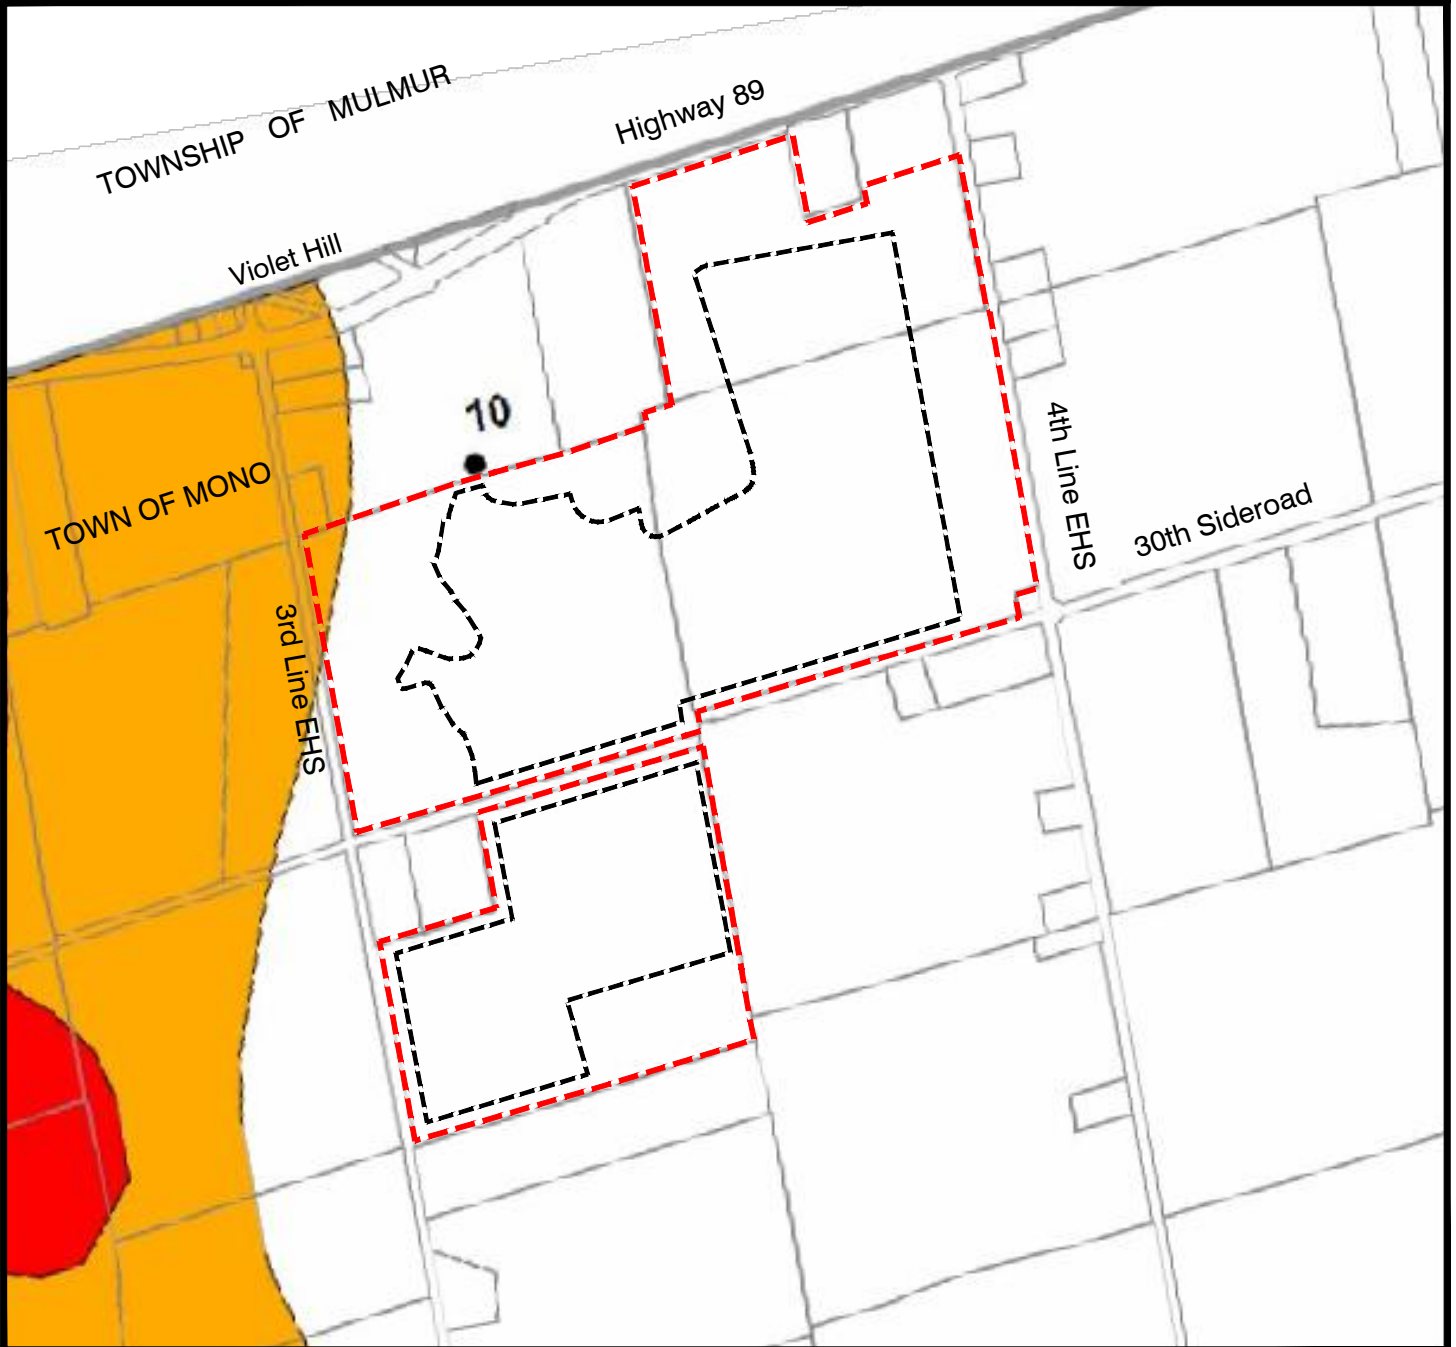 TOWNSHIP OF MULMUR
Highway 89
Violet Hill
10
TOWN OF MONO
4th Line EHS
30th Sideroad
3rd Line EHS